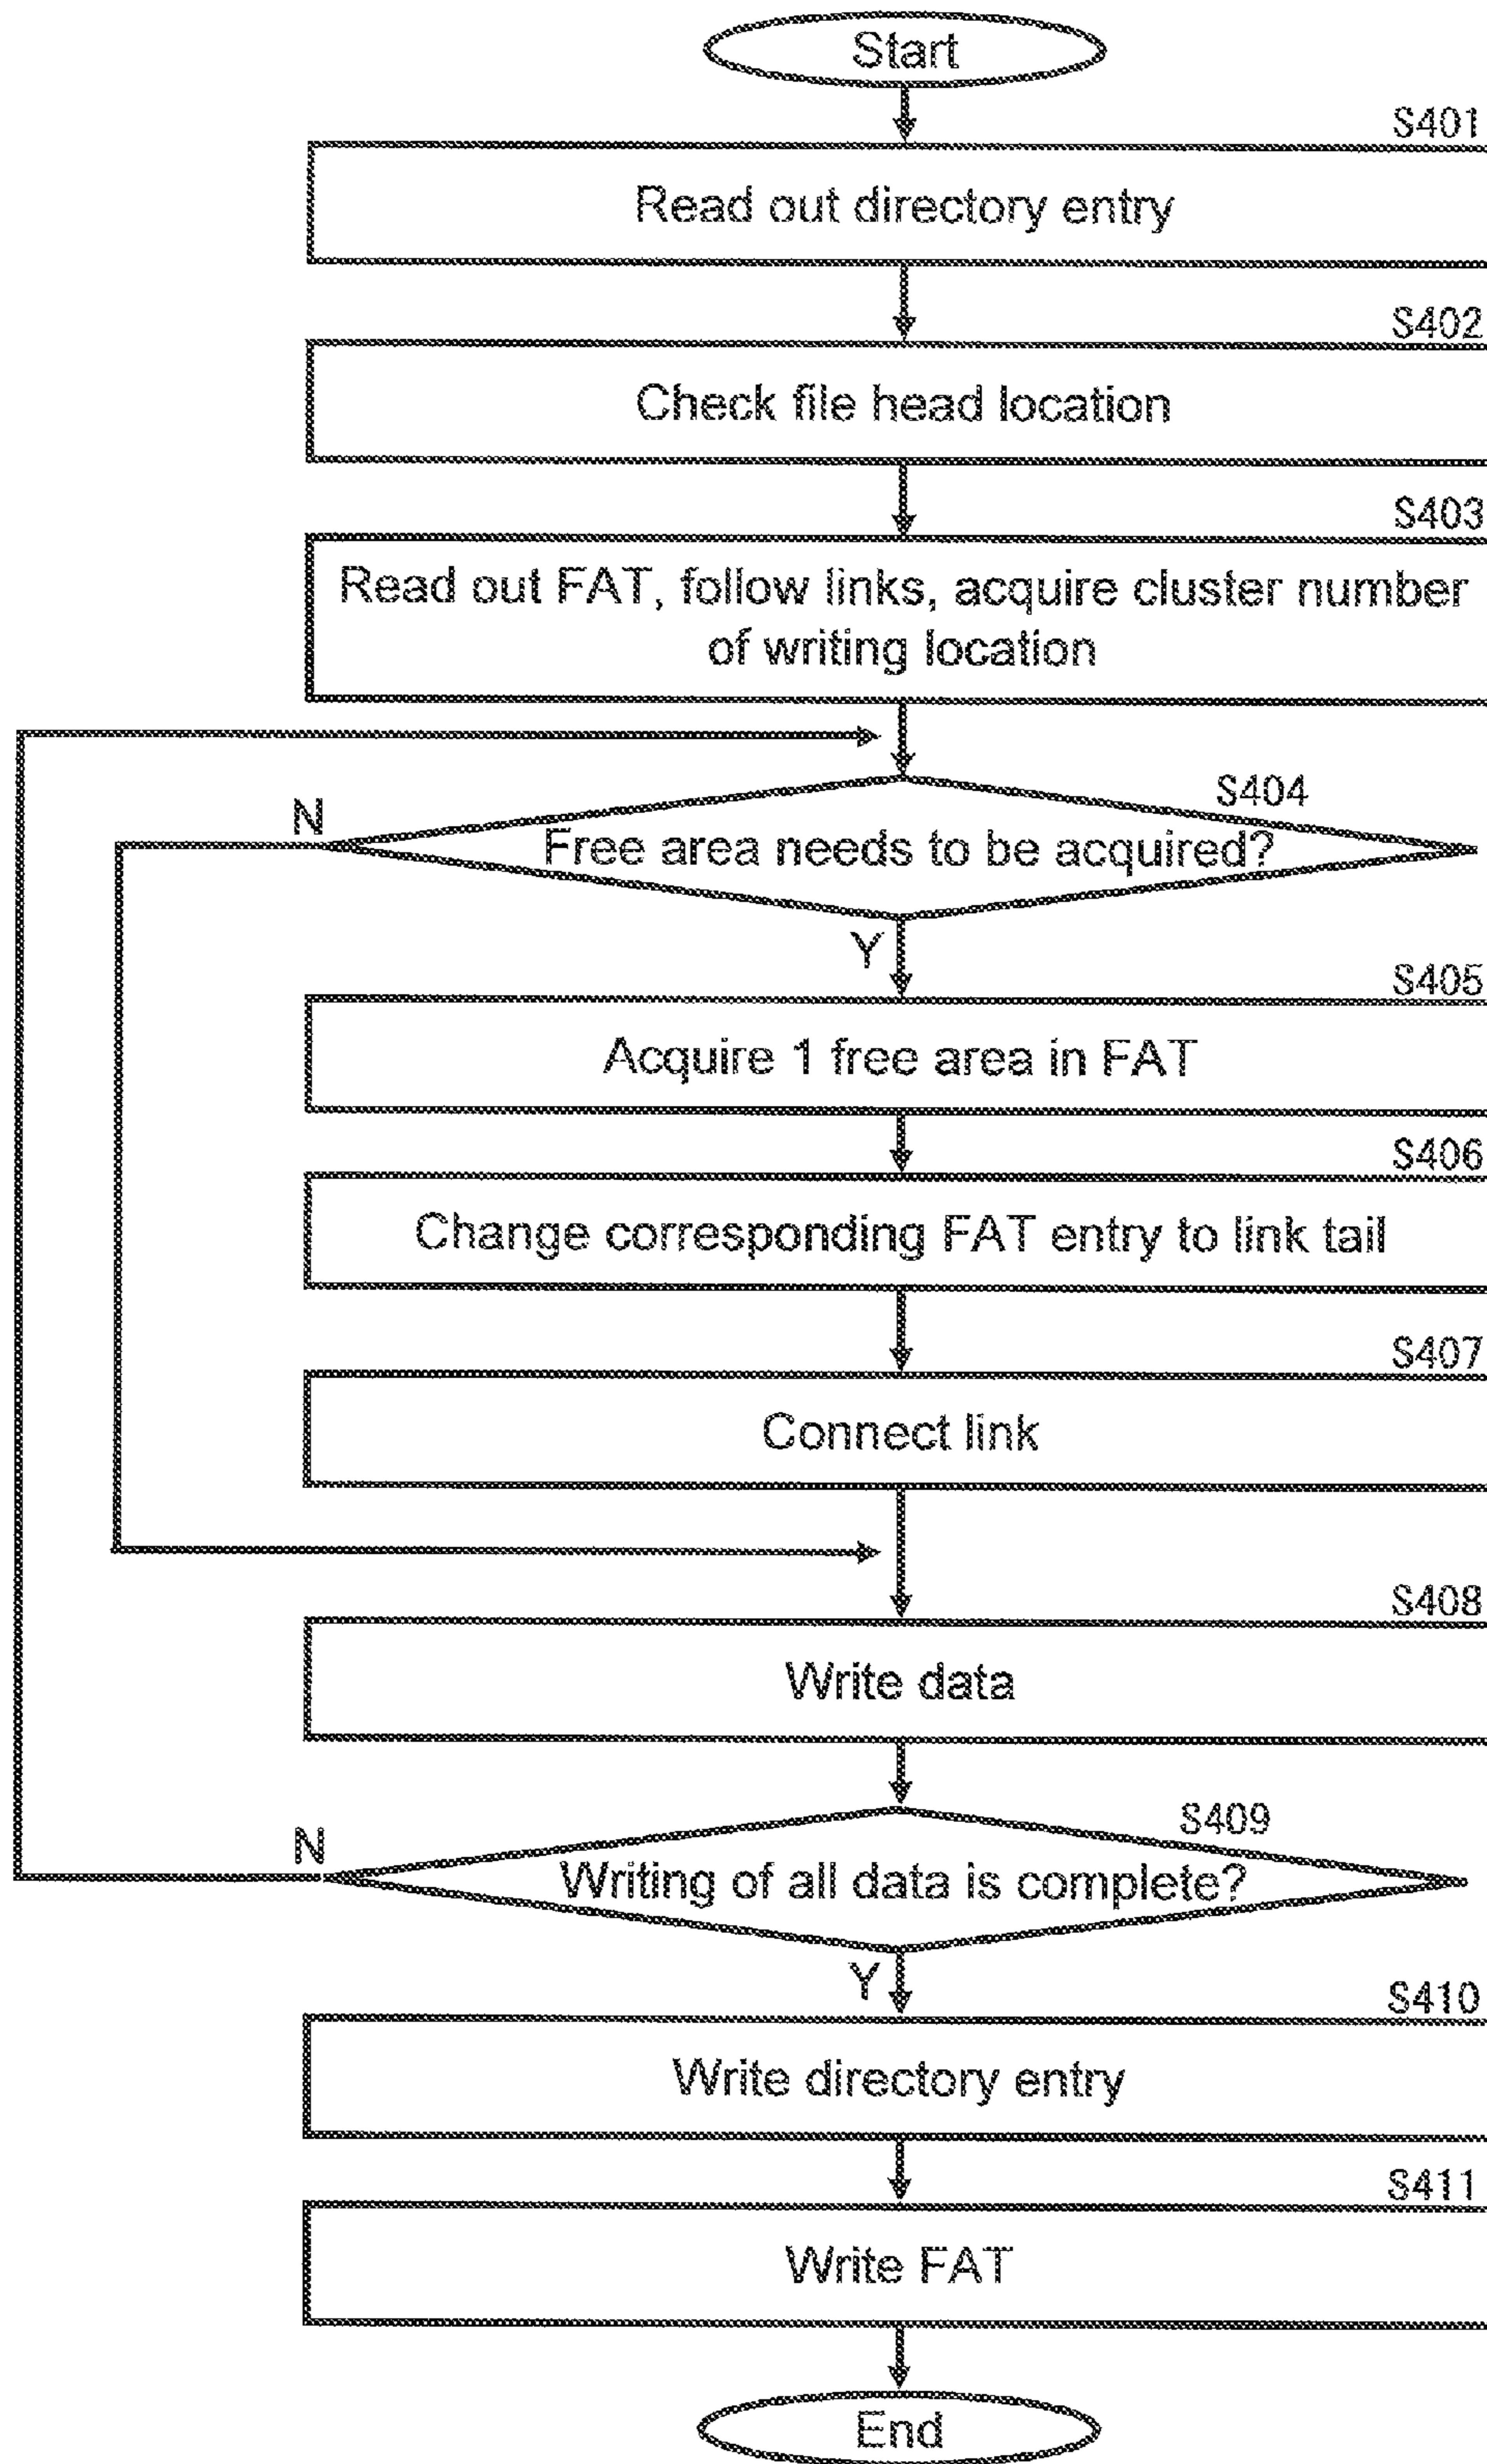 Start
S401
Read out directory entry
S402
Check file head location
S403
Read out FAT, follow links, acquire cluster number
of writing location
S404
N
Free area needs to be acquired?
Y
S405
Acquire 1 free area in FAT
S406
Change corresponding FAT entry to link tail
S407
Connect link
S408
Write data
S409
N
Writing of all data is complete?
Y
S410
Write directory entry
S411
Write FAT
End